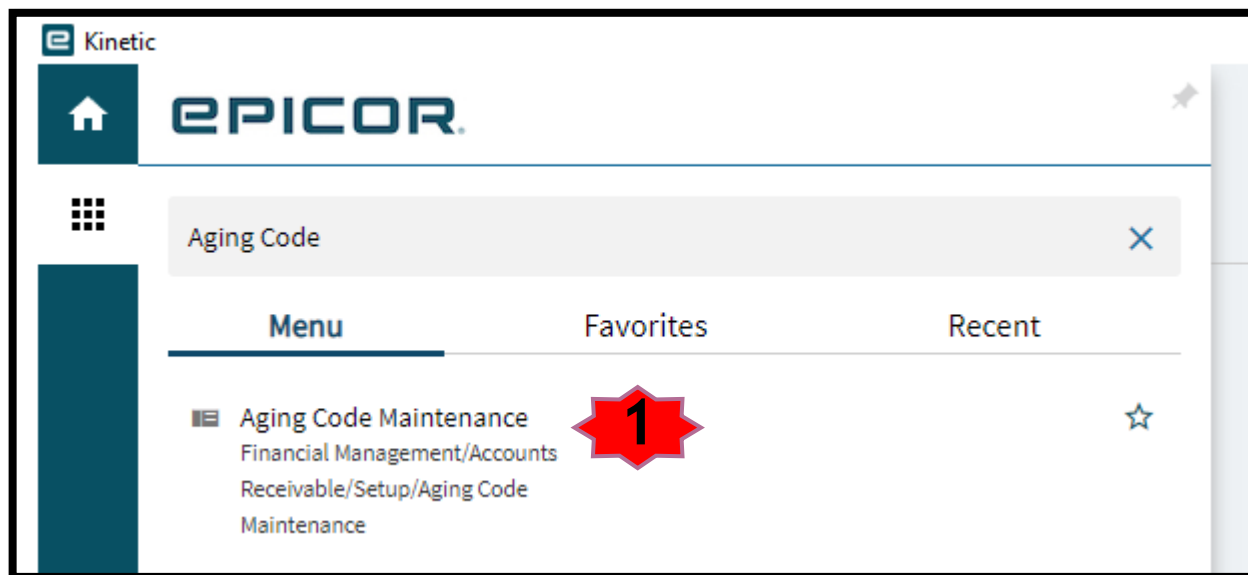 Kinetic
EPICOR.
Aging Code
Menu Favorites Recent
Aging Code Maintenance
1
Financial Management/Accounts
Receivable/Setup/Aging Code
Maintenance